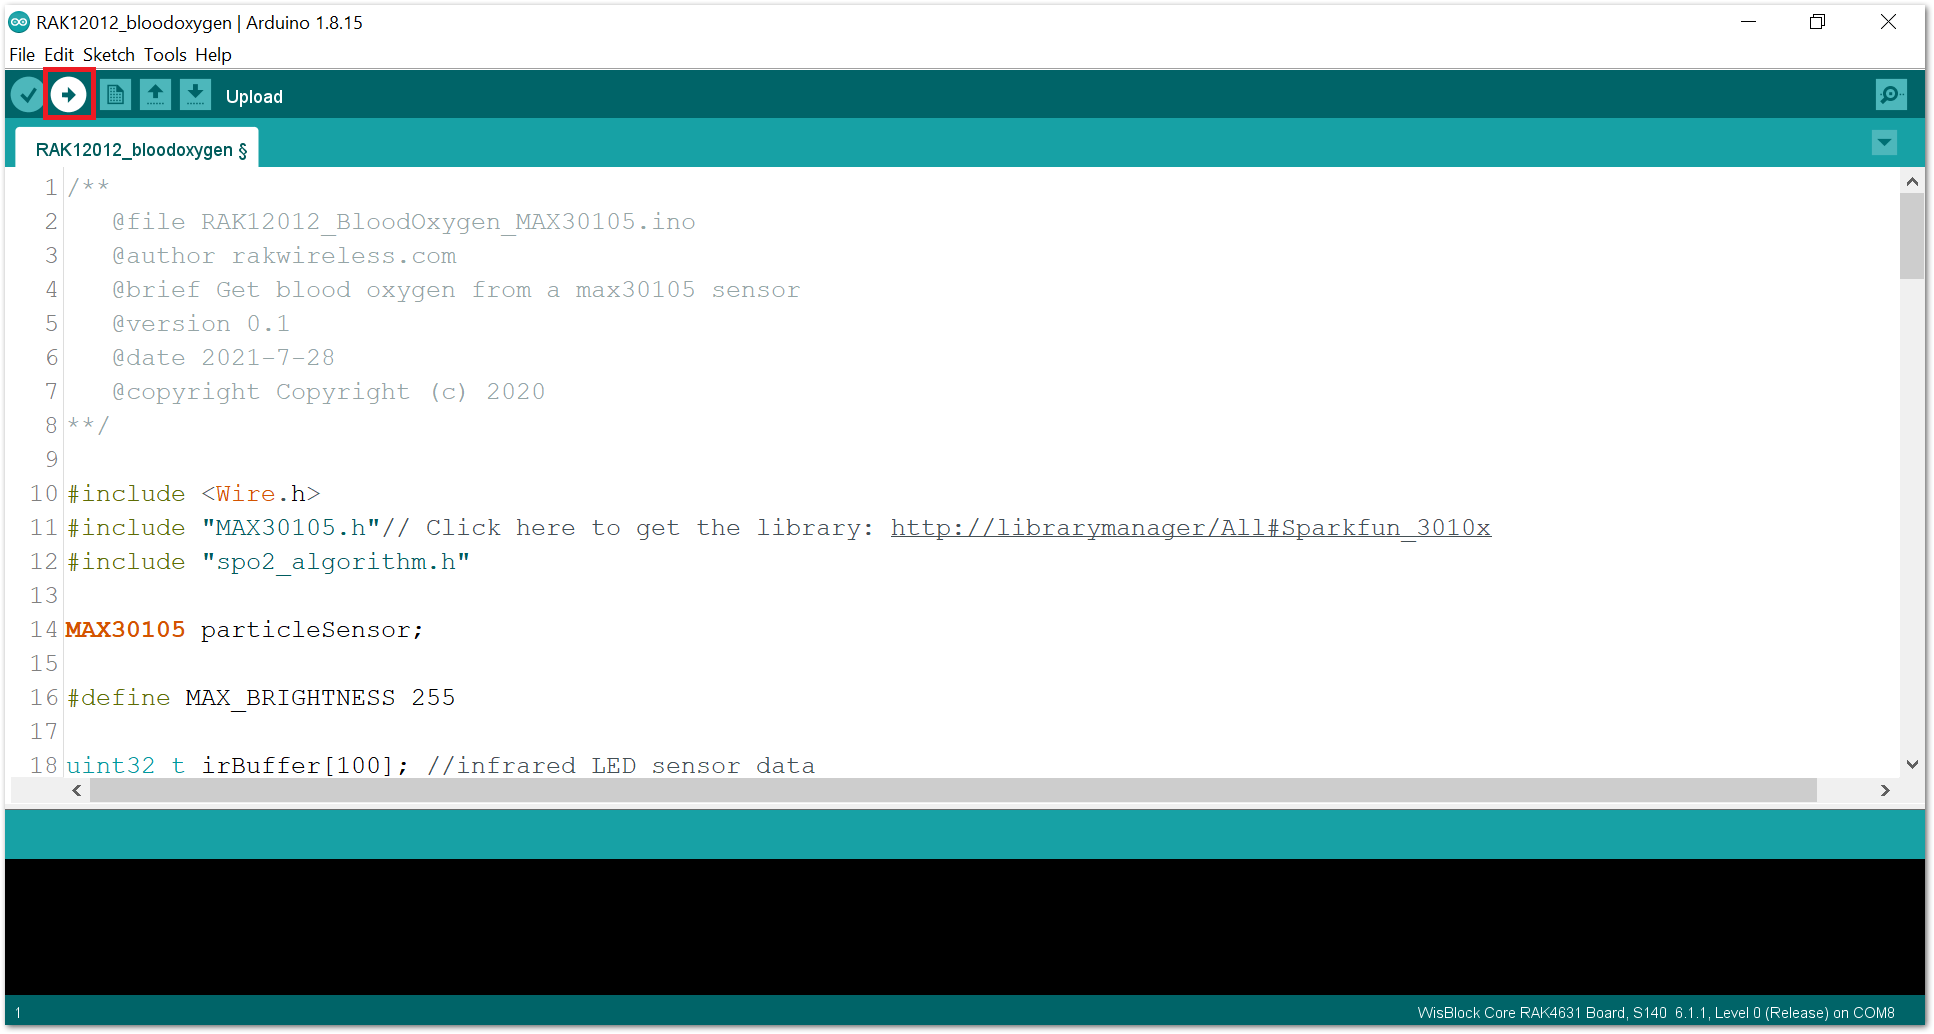 RAK12012_bloodoxygen | Arduino 1.8.15
File Edit Sketch Tools Help
Upload
RAK12012_bloodoxygen §
1 /**
2 @file RAK12012_BloodOxygen_MAX30105.ino
3 @author rakwireless.com
4 @brief Get blood oxygen from a max30105 sensor
5 @version 0.1
6 @date 2021-7-28
7 @copyright Copyright (c) 2020
8 **/
9
10 #include <Wire.h>
11 #include "MAX30105.h"// Click here to get the library: http://librarymanager/All#Sparkfun_3010x
12 #include "spo2_algorithm.h"
13
14 MAX30105 particleSensor;
15
16 #define MAX_BRIGHTNESS 255
17
18 uint32 t irBuffer[100]; //infrared LED sensor data
1
WisBlock Core RAK4631 Board, S140 6.1.1, Level 0 (Release) on COM8